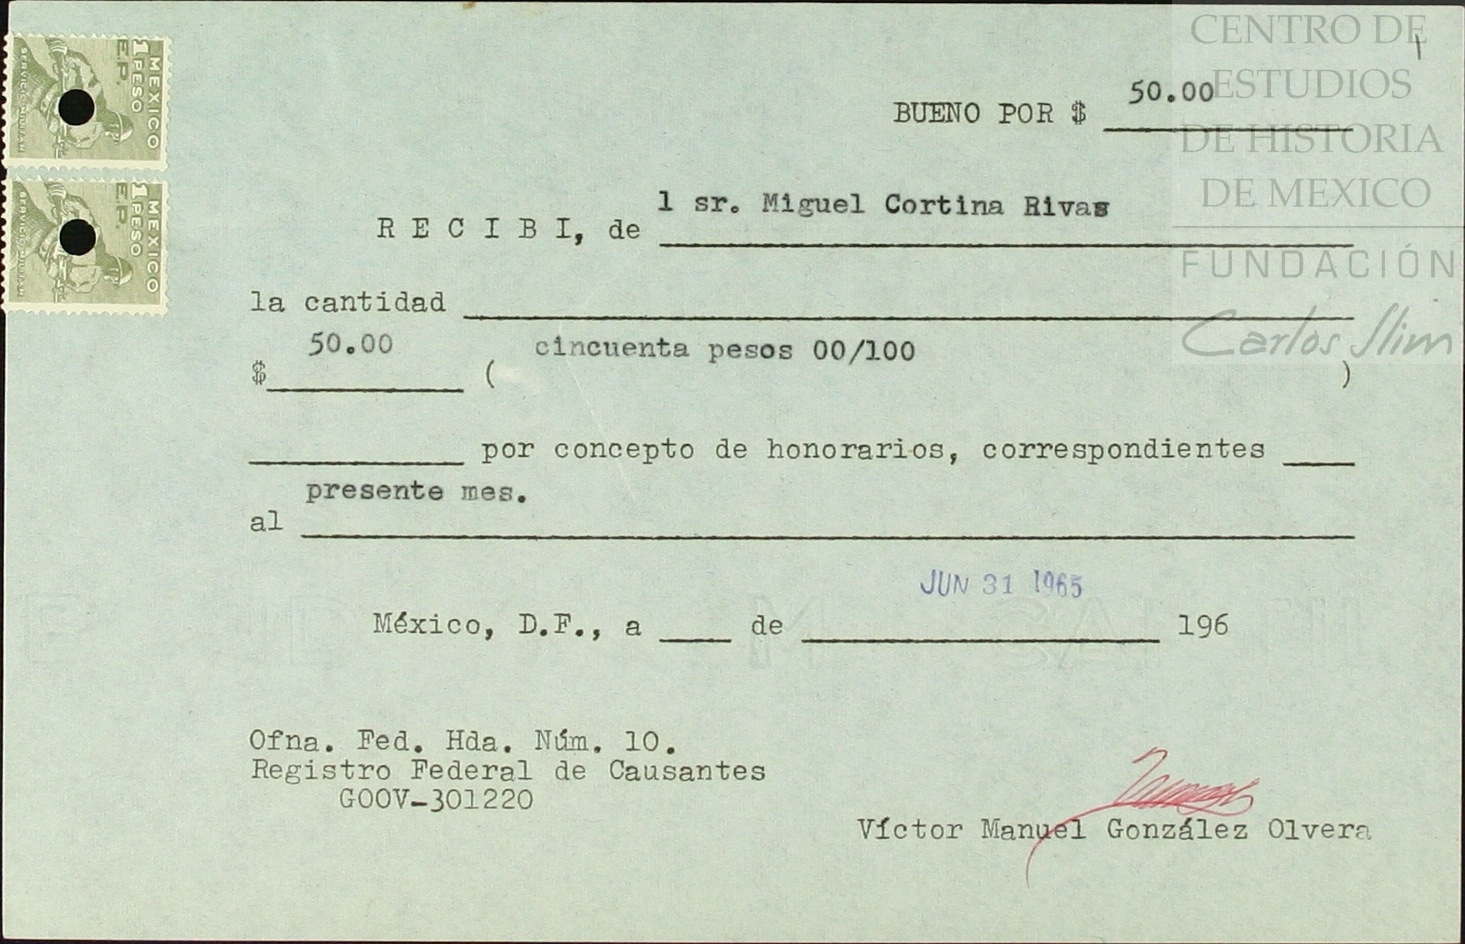 CENTRO DE
ESTUDIOS
DE HISTORIA
DE MEXICO
FUNDACIÓN
Carlos Slim
MEXICO
1 PESO
E.P.
MEXICO
1 PESO
E.P.
BUENO POR $ 50.00
R E C I B I, de l sr. Miguel Cortina Rivas
la cantidad
$ 50.00 ( cincuenta pesos 00/100 )
por concepto de honorarios, correspondientes
al presente mes.
JUN 31 1965
México, D.F., a ____ de ____ 196
Ofna. Fed. Hda. Núm. 10.
Registro Federal de Causantes
GOOV-301220
Víctor Manuel González Olvera